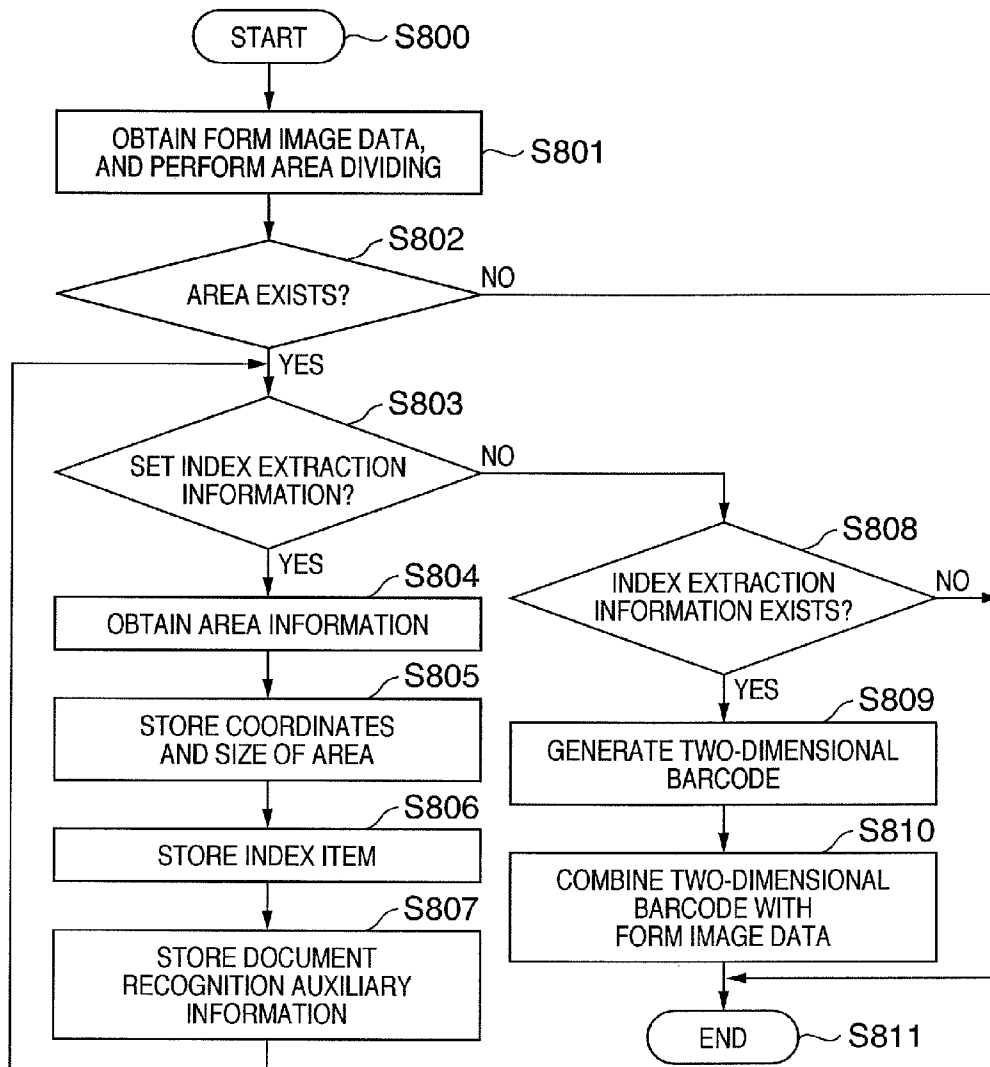 START
S800
OBTAIN FORM IMAGE DATA,
AND PERFORM AREA DIVIDING
S801
S802
AREA EXISTS?
NO
YES
S803
SET INDEX EXTRACTION
INFORMATION?
NO
YES
S804
OBTAIN AREA INFORMATION
S805
STORE COORDINATES
AND SIZE OF AREA
S806
STORE INDEX ITEM
S807
STORE DOCUMENT
RECOGNITION AUXILIARY
INFORMATION
S808
INDEX EXTRACTION
INFORMATION EXISTS?
NO
YES
S809
GENERATE TWO-DIMENSIONAL
BARCODE
S810
COMBINE TWO-DIMENSIONAL
BARCODE WITH
FORM IMAGE DATA
END
S811